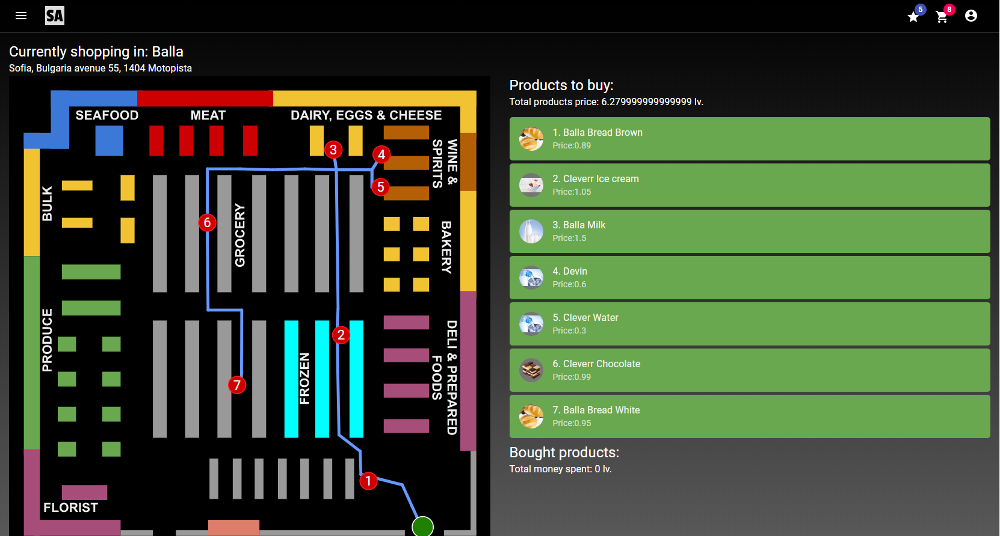 SA
5
8
Currently shopping in: Balla
Sofia, Bulgaria avenue 55, 1404 Motopista
SEAFOOD
MEAT
DAIRY, EGGS & CHEESE
WINE &
SPIRITS
BULK
GROCERY
BAKERY
PRODUCE
FROZEN
DELI & PREPARED
FOODS
FLORIST
3
4
5
6
2
7
1
Products to buy:
Total products price: 6.279999999999999 lv.
1. Balla Bread Brown
Price:0.89
2. Cleverr Ice cream
Price:1.05
3. Balla Milk
Price:1.5
4. Devin
Price:0.6
5. Clever Water
Price:0.3
6. Cleverr Chocolate
Price:0.99
7. Balla Bread White
Price:0.95
Bought products:
Total money spent: 0 lv.